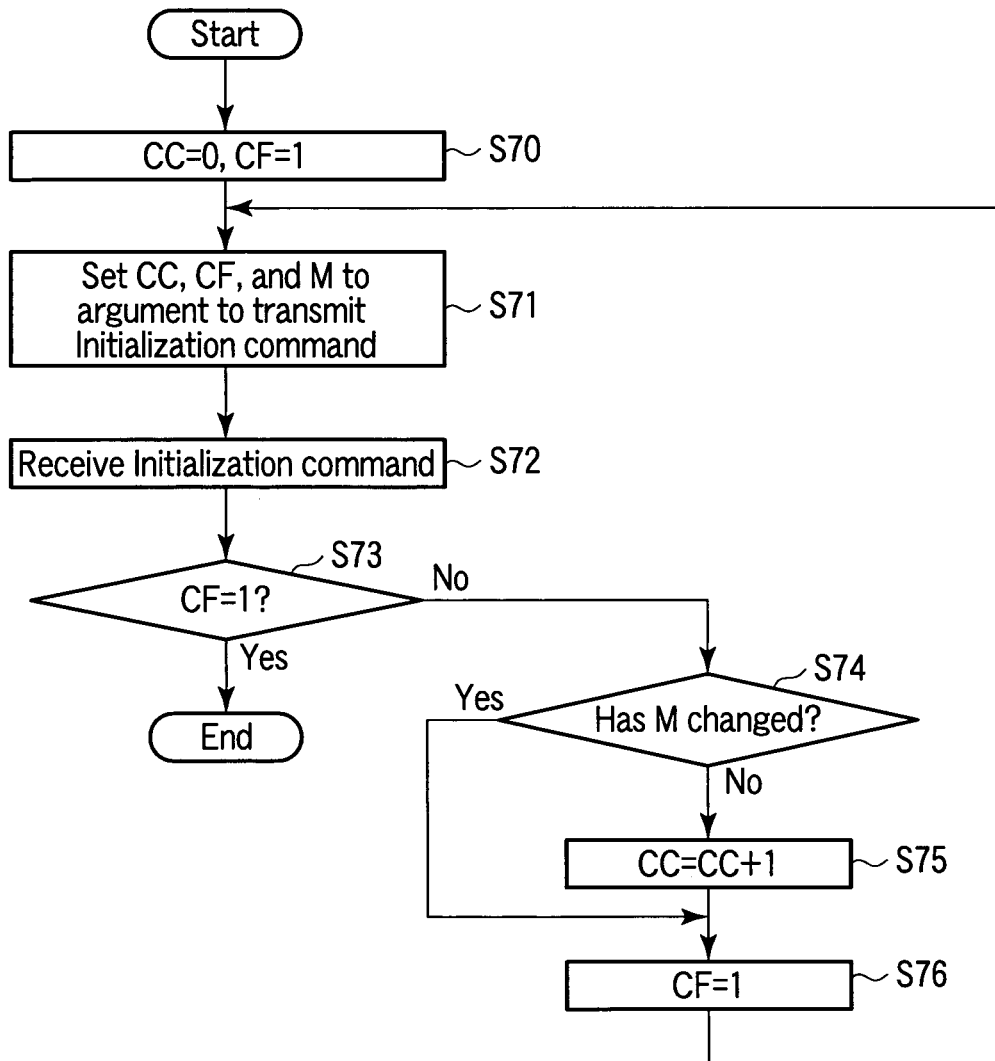 Start
CC=0, CF=1
S70
Set CC, CF, and M to
argument to transmit
Initialization command
S71
Receive Initialization command
S72
S73
CF=1?
No
Yes
End
S74
Has M changed?
Yes
No
CC=CC+1
S75
CF=1
S76